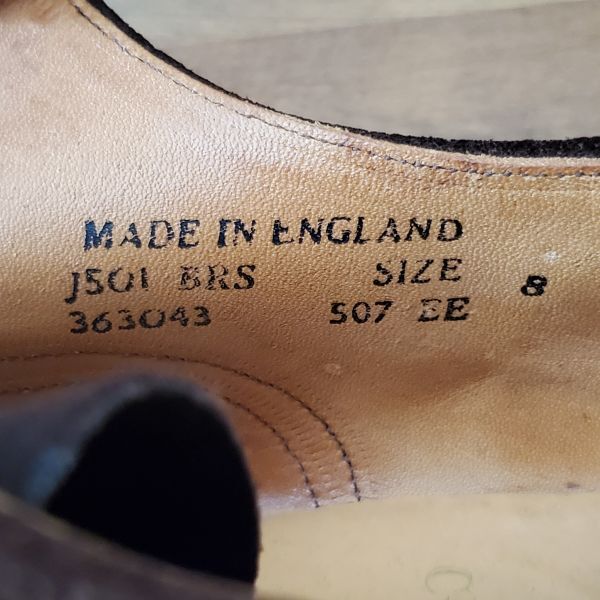 MADE IN ENGLAND
J501 BRS SIZE 8
363043 507 EE